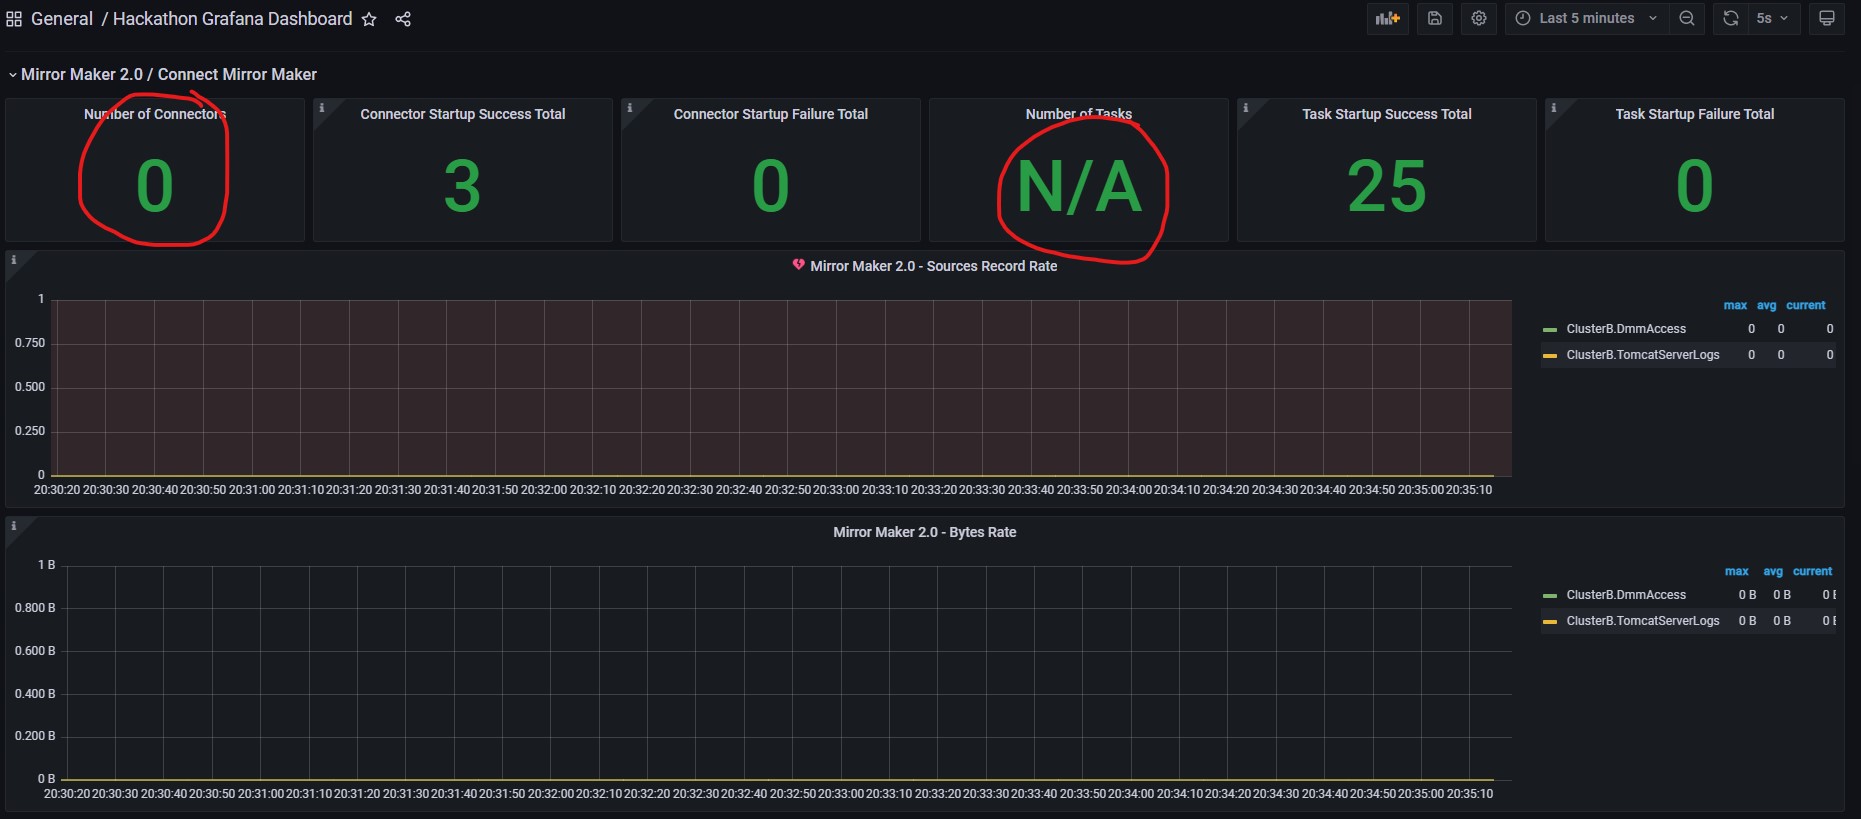 General / Hackathon Grafana Dashboard
Last 5 minutes 5s
Mirror Maker 2.0 / Connect Mirror Maker
Number of Connectors Connector Startup Success Total Connector Startup Failure Total Number of Tasks Task Startup Success Total Task Startup Failure Total
0 3 0 N/A 25 0
Mirror Maker 2.0 - Sources Record Rate
max avg current
ClusterB.DmmAccess 0 0 0
ClusterB.TomcatServerLogs 0 0 0
1
0.750
0.500
0.250
0
20:30:20 20:30:30 20:30:40 20:30:50 20:31:00 20:31:10 20:31:20 20:31:30 20:31:40 20:31:50 20:32:00 20:32:10 20:32:20 20:32:30 20:32:40 20:32:50 20:33:00 20:33:10 20:33:20 20:33:30 20:33:40 20:33:50 20:34:00 20:34:10 20:34:20 20:34:30 20:34:40 20:34:50 20:35:00 20:35:10
Mirror Maker 2.0 - Bytes Rate
max avg current
ClusterB.DmmAccess 0 B 0 B 0 B
ClusterB.TomcatServerLogs 0 B 0 B 0 B
1 B
0.800 B
0.600 B
0.400 B
0.200 B
0 B
20:30:20 20:30:30 20:30:40 20:30:50 20:31:00 20:31:10 20:31:20 20:31:30 20:31:40 20:31:50 20:32:00 20:32:10 20:32:20 20:32:30 20:32:40 20:32:50 20:33:00 20:33:10 20:33:20 20:33:30 20:33:40 20:33:50 20:34:00 20:34:10 20:34:20 20:34:30 20:34:40 20:34:50 20:35:00 20:35:10